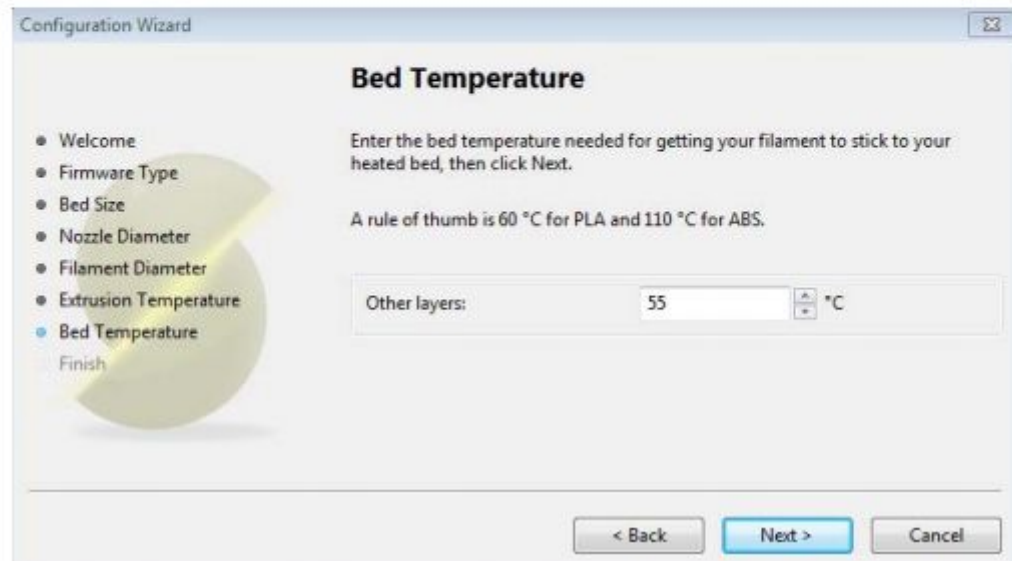 Configuration Wizard
Bed Temperature
Welcome
Firmware Type
Bed Size
Nozzle Diameter
Filament Diameter
Extrusion Temperature
Bed Temperature
Finish
Enter the bed temperature needed for getting your filament to stick to your
heated bed, then click Next.
A rule of thumb is 60 °C for PLA and 110 °C for ABS.
Other layers: 55 °C
< Back Next > Cancel